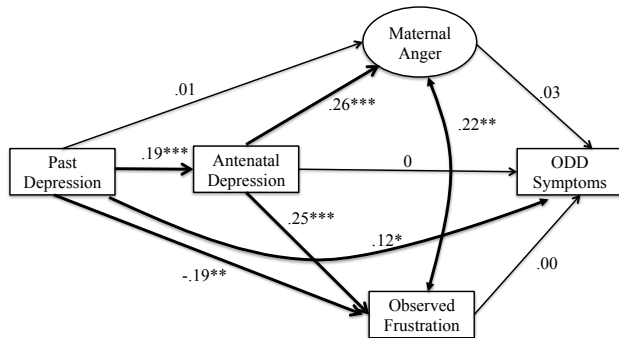 Maternal
Anger
.01
.03
.26***
.22**
.19***
0
Past
Depression
Antenatal
Depression
ODD
Symptoms
.25***
.12*
-.19**
.00
Observed
Frustration